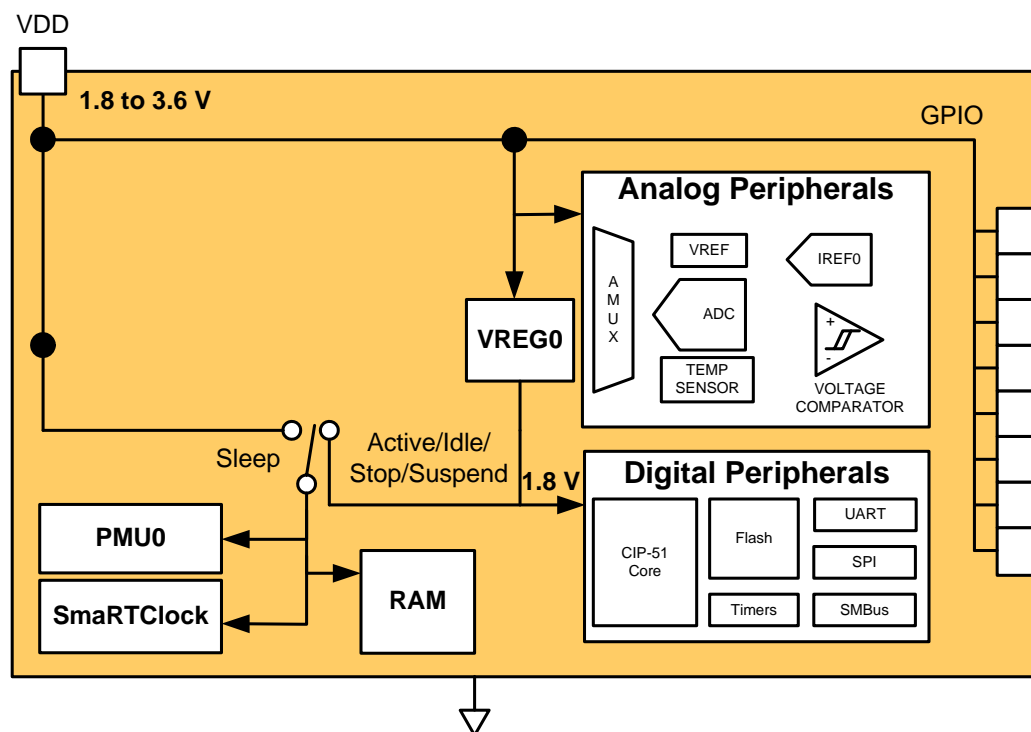 VDD
1.8 to 3.6 V
GPIO
Analog Peripherals
A
M
U
X
VREF
IREF0
ADC
+
-
TEMP
SENSOR
VOLTAGE
COMPARATOR
VREG0
Sleep
Active/Idle/
Stop/Suspend
1.8 V
Digital Peripherals
CIP-51
Core
Flash
UART
SPI
Timers
SMBus
PMU0
SmaRTClock
RAM